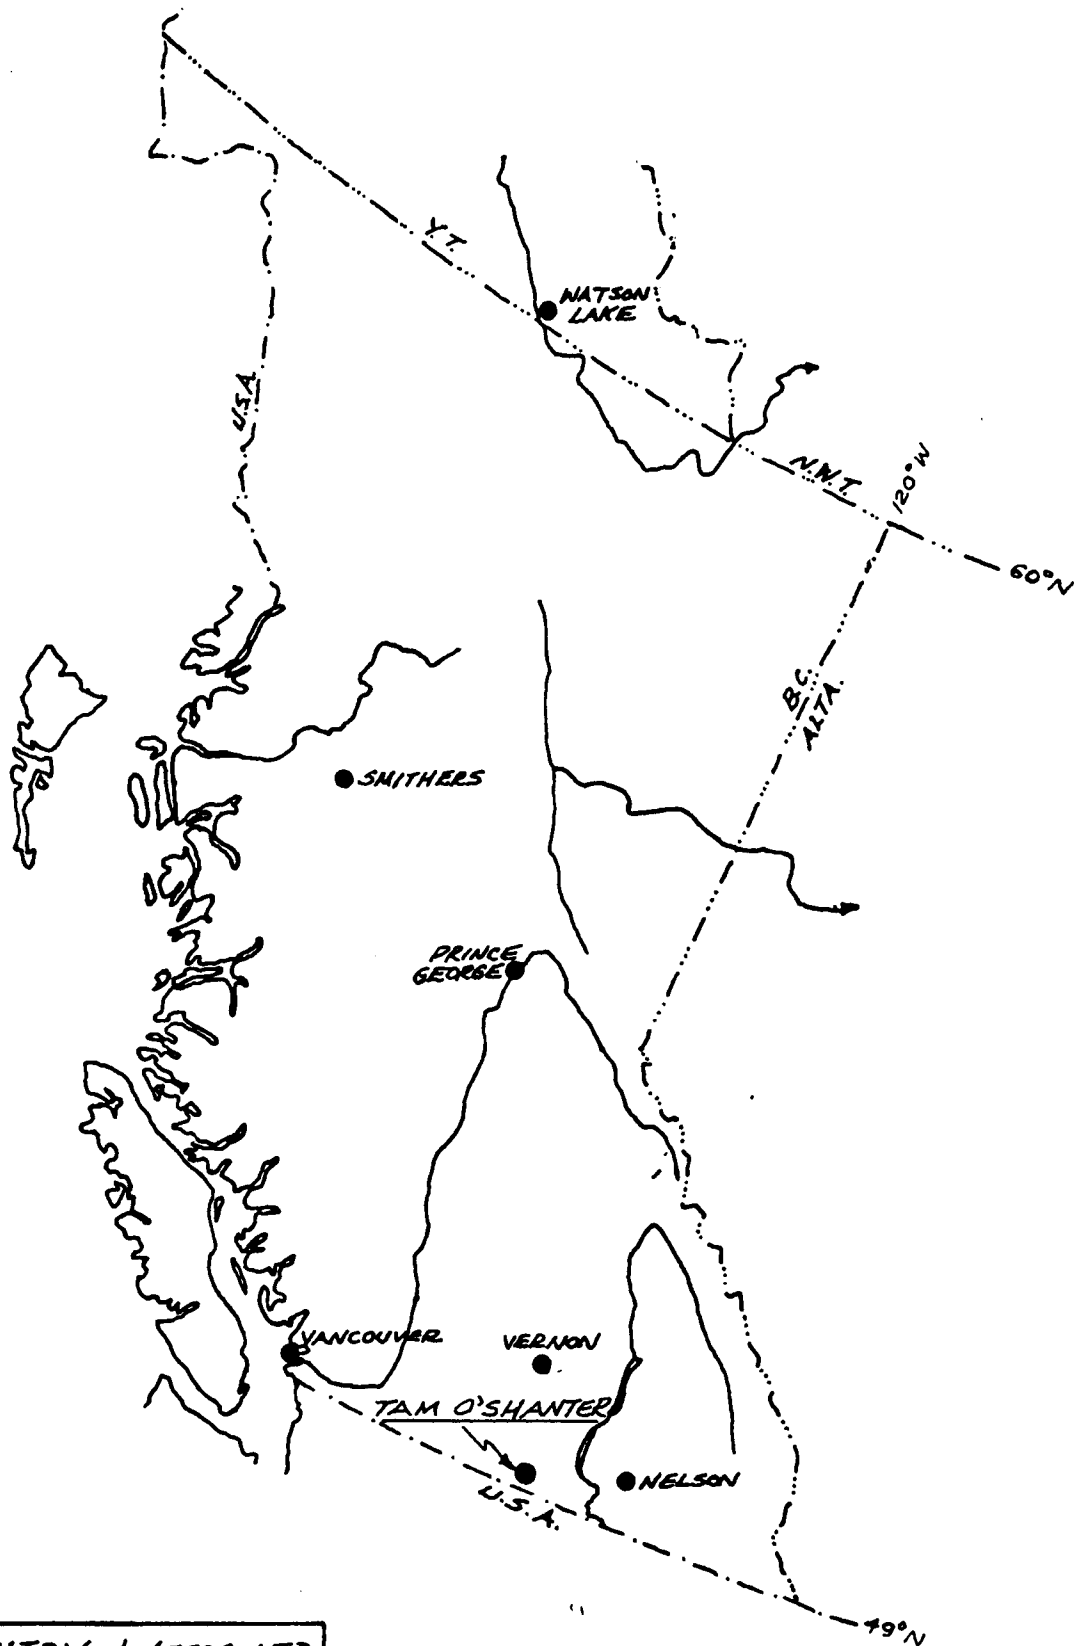 Y.T.
WATSON
LAKE
U.S.A.
N.W.T.
120°W
60°N
B.C.
ALTA.
SMITHERS
PRINCE
GEORGE
VANCOUVER
VERNON
TAM O'SHANTER
NELSON
U.S.A.
49°N